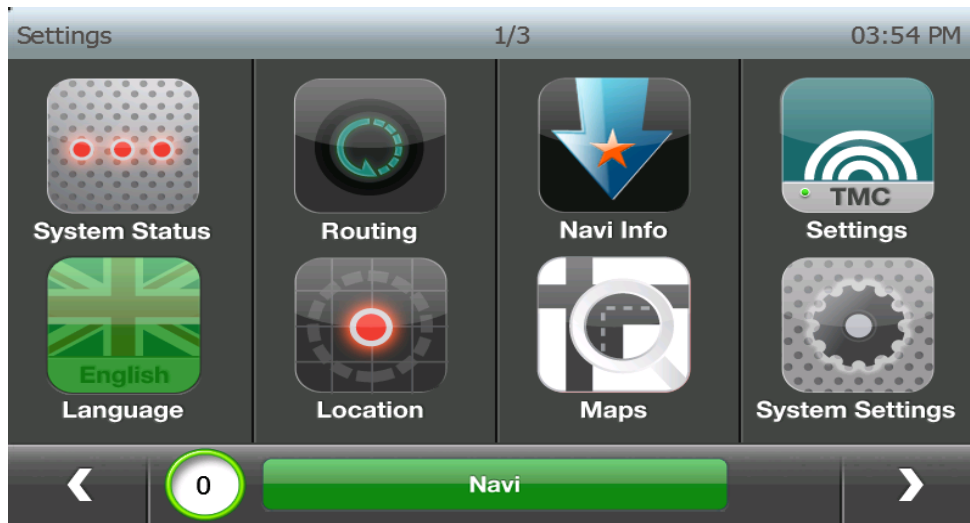 Settings 1/3 03:54 PM
System Status Routing Navi Info TMC Settings
English
Language Location Maps System Settings
0 Navi